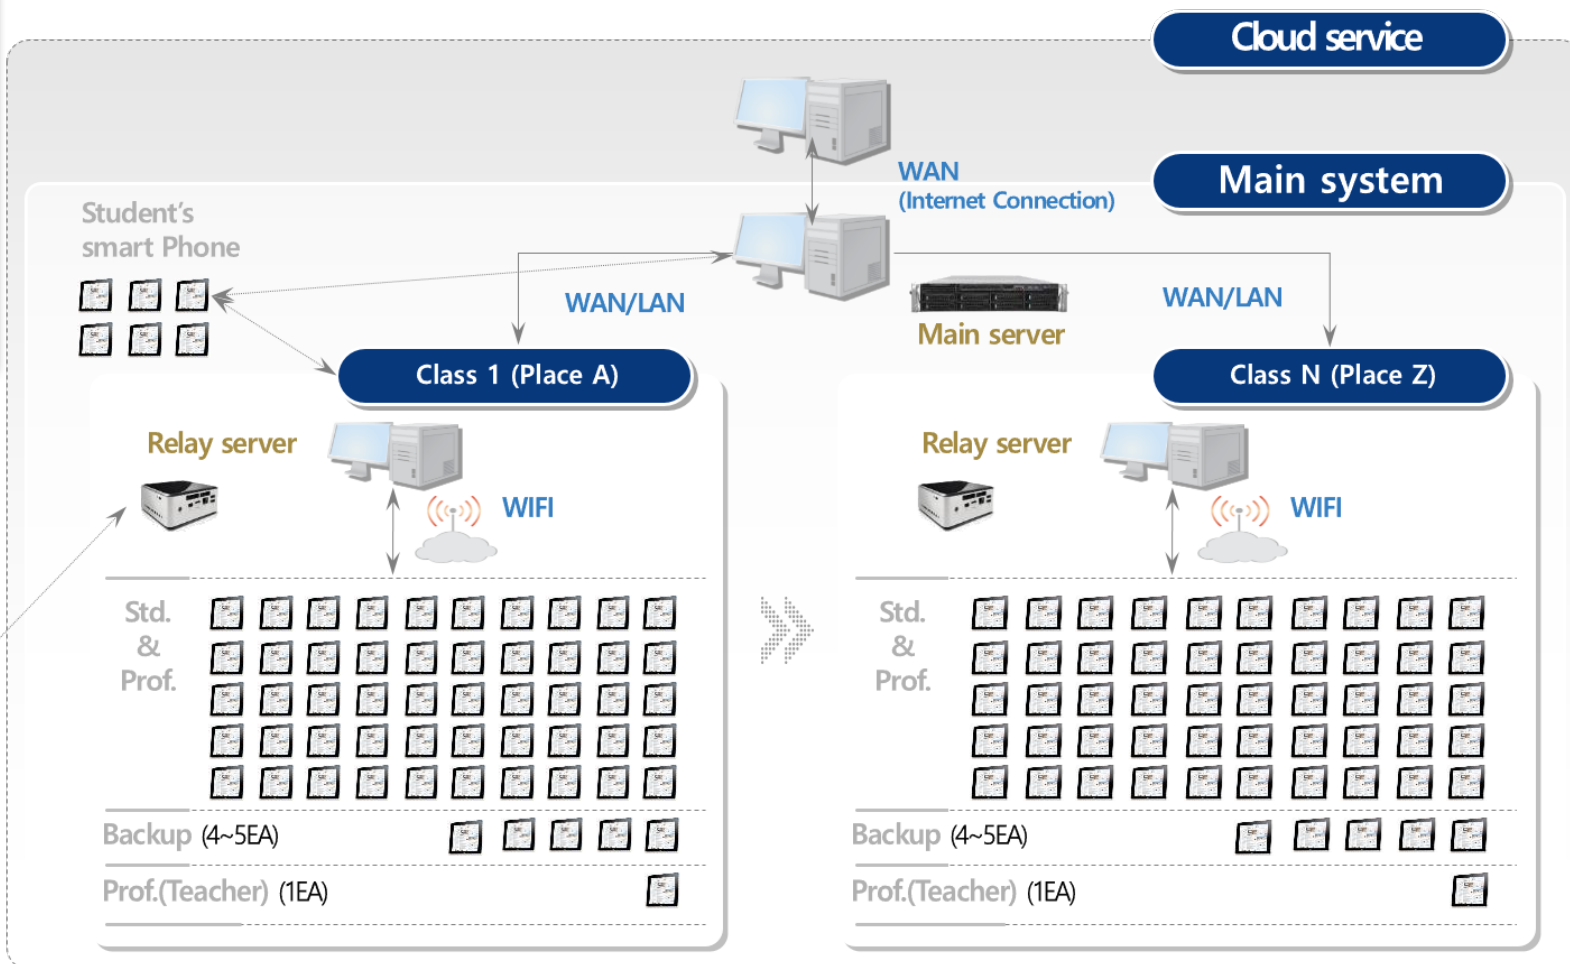 Cloud service
WAN
(Internet Connection)
Main system
Student's
smart Phone
WAN/LAN
WAN/LAN
Main server
Class 1 (Place A)
Class N (Place Z)
Relay server
WIFI
Relay server
WIFI
Std.
&
Prof.
Std.
&
Prof.
Backup (4~5EA)
Backup (4~5EA)
Prof.(Teacher) (1EA)
Prof.(Teacher) (1EA)